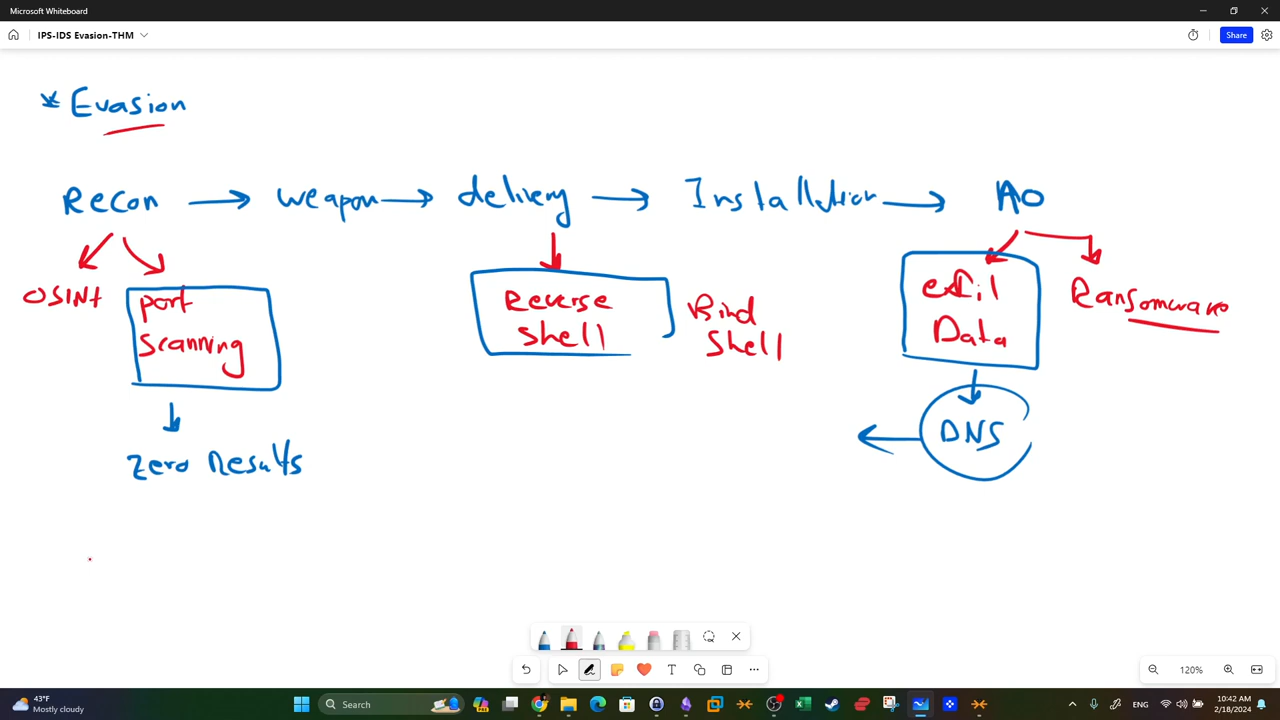 Microsoft Whiteboard
IPS-IDS Evasion-THM
Share
* Evasion
Recon → weapon → delivery → Installation → AO
OSINT
port
scanning
Reverse
shell
Bind
shell
exfil
Data
Ransomware
DNS
Zero Results
T
120%
43°F
Mostly cloudy
Search
ENG
10:42 AM
2/18/2024